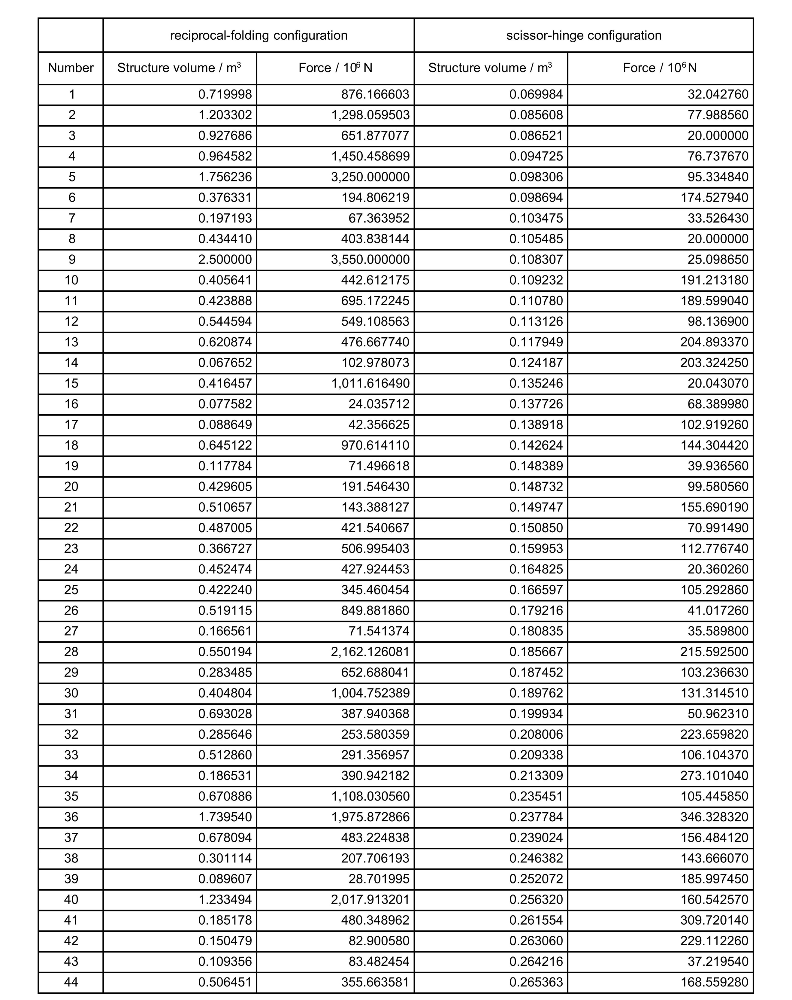 reciprocal-folding configuration scissor-hinge configuration
Number Structure volume / m³ Force / 10⁶ N Structure volume / m³ Force / 10⁶ N
1 0.719998 876.166603 0.069984 32.042760
2 1.203302 1,298.059503 0.085608 77.988560
3 0.927686 651.877077 0.086521 20.000000
4 0.964582 1,450.458699 0.094725 76.737670
5 1.756236 3,250.000000 0.098306 95.334840
6 0.376331 194.806219 0.098694 174.527940
7 0.197193 67.363952 0.103475 33.526430
8 0.434410 403.838144 0.105485 20.000000
9 2.500000 3,550.000000 0.108307 25.098650
10 0.405641 442.612175 0.109232 191.213180
11 0.423888 695.172245 0.110780 189.599040
12 0.544594 549.108563 0.113126 98.136900
13 0.620874 476.667740 0.117949 204.893370
14 0.067652 102.978073 0.124187 203.324250
15 0.416457 1,011.616490 0.135246 20.043070
16 0.077582 24.035712 0.137726 68.389980
17 0.088649 42.356625 0.138918 102.919260
18 0.645122 970.614110 0.142624 144.304420
19 0.117784 71.496618 0.148389 39.936560
20 0.429605 191.546430 0.148732 99.580560
21 0.510657 143.388127 0.149747 155.690190
22 0.487005 421.540667 0.150850 70.991490
23 0.366727 506.995403 0.159953 112.776740
24 0.452474 427.924453 0.164825 20.360260
25 0.422240 345.460454 0.166597 105.292860
26 0.519115 849.881860 0.179216 41.017260
27 0.166561 71.541374 0.180835 35.589800
28 0.550194 2,162.126081 0.185667 215.592500
29 0.283485 652.688041 0.187452 103.236630
30 0.404804 1,004.752389 0.189762 131.314510
31 0.693028 387.940368 0.199934 50.962310
32 0.285646 253.580359 0.208006 223.659820
33 0.512860 291.356957 0.209338 106.104370
34 0.186531 390.942182 0.213309 273.101040
35 0.670886 1,108.030560 0.235451 105.445850
36 1.739540 1,975.872866 0.237784 346.328320
37 0.678094 483.224838 0.239024 156.484120
38 0.301114 207.706193 0.246382 143.666070
39 0.089607 28.701995 0.252072 185.997450
40 1.233494 2,017.913201 0.256320 160.542570
41 0.185178 480.348962 0.261554 309.720140
42 0.150479 82.900580 0.263060 229.112260
43 0.109356 83.482454 0.264216 37.219540
44 0.506451 355.663581 0.265363 168.559280